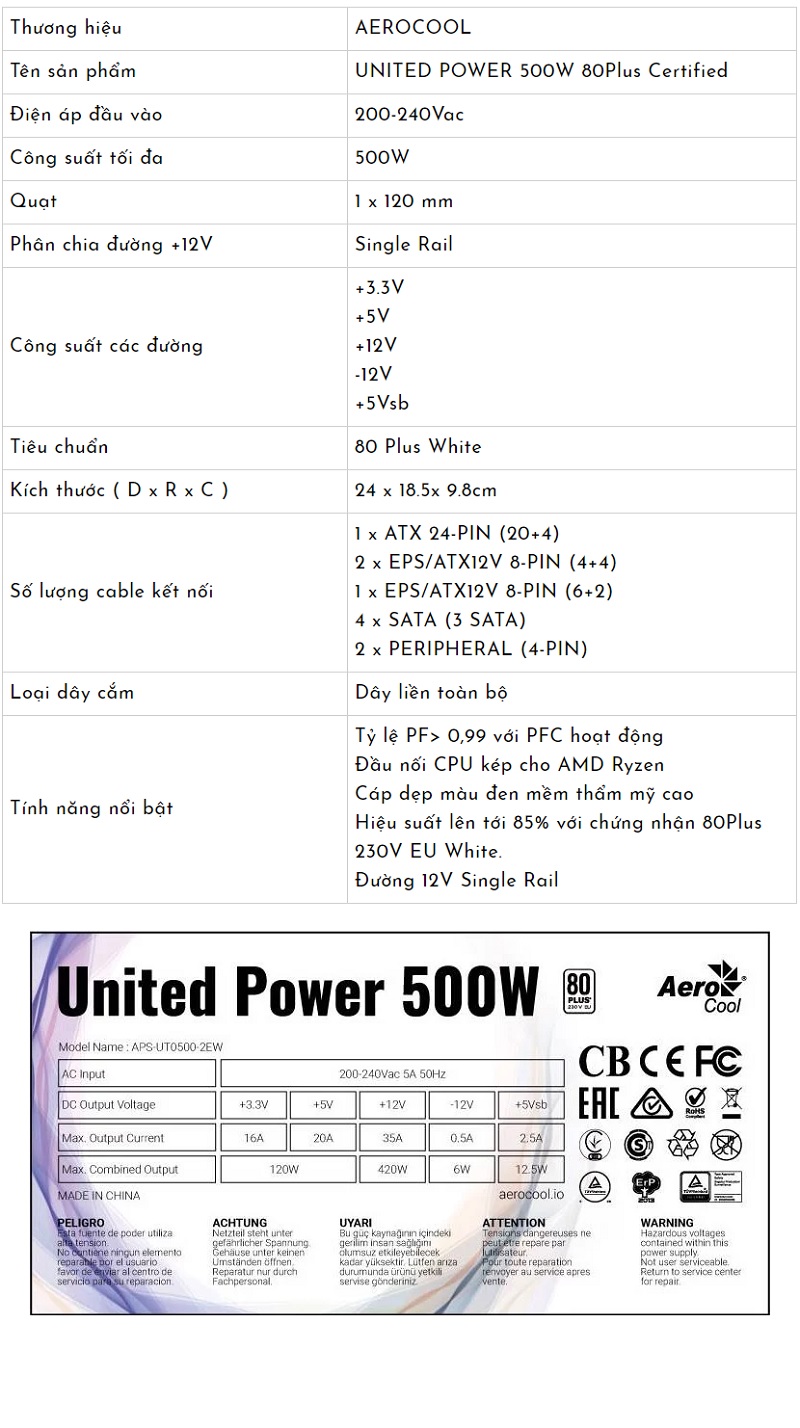 Thương hiệu
AEROCOOL
Tên sản phẩm
UNITED POWER 500W 80Plus Certified
Điện áp đầu vào
200-240Vac
Công suất tối đa
500W
Quạt
1 x 120 mm
Phân chia đường +12V
Single Rail
Công suất các đường
+3.3V
+5V
+12V
-12V
+5Vsb
Tiêu chuẩn
80 Plus White
Kích thước ( D x R x C )
24 x 18.5x 9.8cm
Số lượng cable kết nối
1 x ATX 24-PIN (20+4)
2 x EPS/ATX12V 8-PIN (4+4)
1 x EPS/ATX12V 8-PIN (6+2)
4 x SATA (3 SATA)
2 x PERIPHERAL (4-PIN)
Loại dây cắm
Dây liền toàn bộ
Tính năng nổi bật
Tỷ lệ PF> 0,99 với PFC hoạt động
Đầu nối CPU kép cho AMD Ryzen
Cáp dẹp màu đen mềm thẩm mỹ cao
Hiệu suất lên tới 85% với chứng nhận 80Plus
230V EU White.
Đường 12V Single Rail
United Power 500W
80
PLUS
230V EU
Aero
Cool
Model Name : APS-UT0500-2EW
AC Input 200-240Vac 5A 50Hz
DC Output Voltage +3.3V +5V +12V -12V +5Vsb
Max. Output Current 16A 20A 35A 0.5A 2.5A
Max. Combined Output 120W 420W 6W 12.5W
MADE IN CHINA
aerocool.io
CB CE FC
EAC
RoHS
ErP
2013
PELIGRO
Esta fuente de poder utiliza
alta tension.
No contiene ningun elemento
reparable por el usuario
favor de enviar al centro de
servicio para su reparacion.
ACHTUNG
Netzteil steht unter
gefährlicher Spannung.
Gehäuse unter keinen
Umständen öffnen.
Reparatur nur durch
Fachpersonal.
UYARI
Bu güç kaynağının içindeki
gerilim insan sağlığını
olumsuz etkileyebilecek
kadar yüksektir. Lütfen arıza
durumunda ürünü yetkili
servise gönderiniz.
ATTENTION
Tensions dangereuses ne
peut être repare par
lutilisateur.
Pour toute reparation
renvoyer au service apres
vente.
WARNING
Hazardous voltages
contained within this
power supply.
Not user serviceable.
Return to service center
for repair.